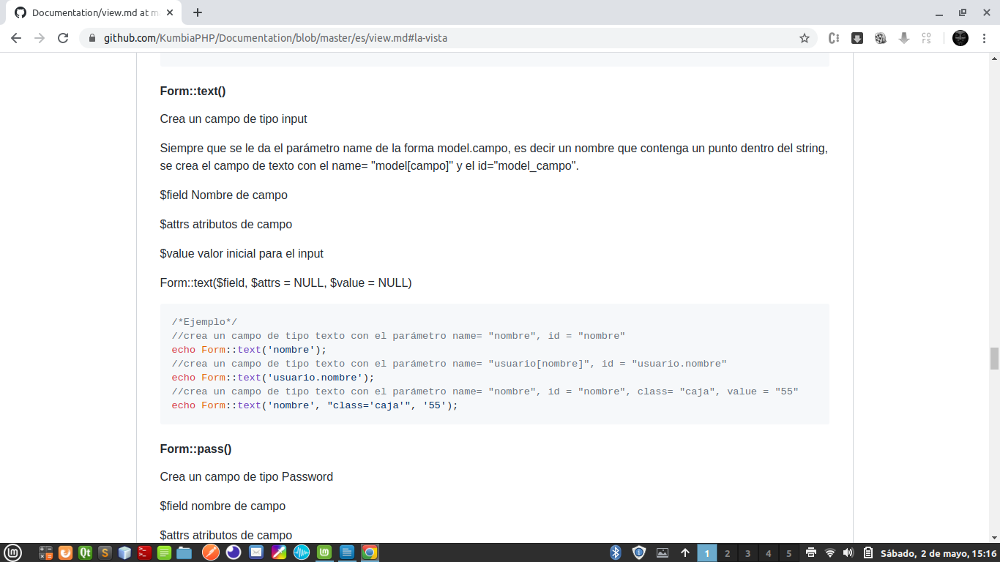 Documentation/view.md at m
github.com/KumbiaPHP/Documentation/blob/master/es/view.md#la-vista
co
rs
Form::text()
Crea un campo de tipo input
Siempre que se le da el parámetro name de la forma model.campo, es decir un nombre que contenga un punto dentro del string,
se crea el campo de texto con el name= "model[campo]" y el id="model_campo".
$field Nombre de campo
$attrs atributos de campo
$value valor inicial para el input
Form::text($field, $attrs = NULL, $value = NULL)
/*Ejemplo*/
//crea un campo de tipo texto con el parámetro name= "nombre", id = "nombre"
echo Form::text('nombre');
//crea un campo de tipo texto con el parámetro name= "usuario[nombre]", id = "usuario.nombre"
echo Form::text('usuario.nombre');
//crea un campo de tipo texto con el parámetro name= "nombre", id = "nombre", class= "caja", value = "55"
echo Form::text('nombre', "class='caja'", '55');
Form::pass()
Crea un campo de tipo Password
$field nombre de campo
$attrs atributos de campo
Qt
S
1 2 3 4 5
Sábado, 2 de mayo, 15:16